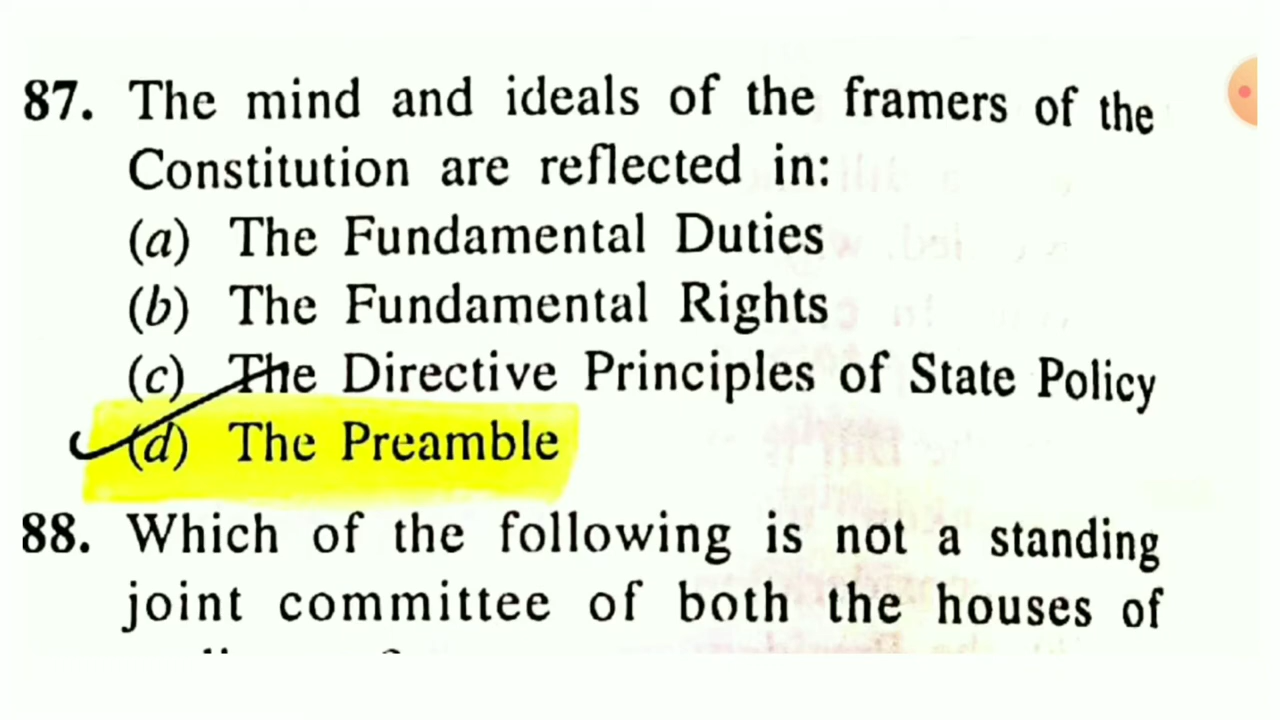 87. The mind and ideals of the framers of the
Constitution are reflected in:
(a) The Fundamental Duties
(b) The Fundamental Rights
(c) The Directive Principles of State Policy
(d) The Preamble
88. Which of the following is not a standing
joint committee of both the houses of